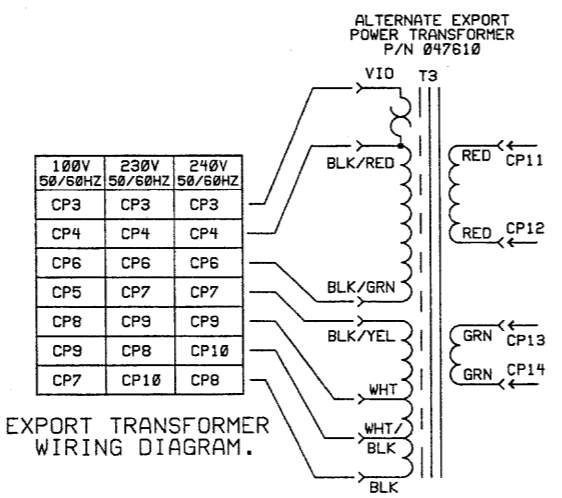 ALTERNATE EXPORT
POWER TRANSFORMER
P/N 047610
VIO T3
BLK/RED RED CP11
100V 230V 240V
50/60HZ 50/60HZ 50/60HZ
CP3 CP3 CP3
CP4 CP4 CP4
RED CP12
CP6 CP6 CP6
BLK/GRN
CP5 CP7 CP7
BLK/YEL GRN CP13
CP8 CP9 CP9
CP9 CP8 CP10
GRN CP14
CP7 CP10 CP8
WHT
WHT/
BLK
BLK
EXPORT TRANSFORMER
WIRING DIAGRAM.